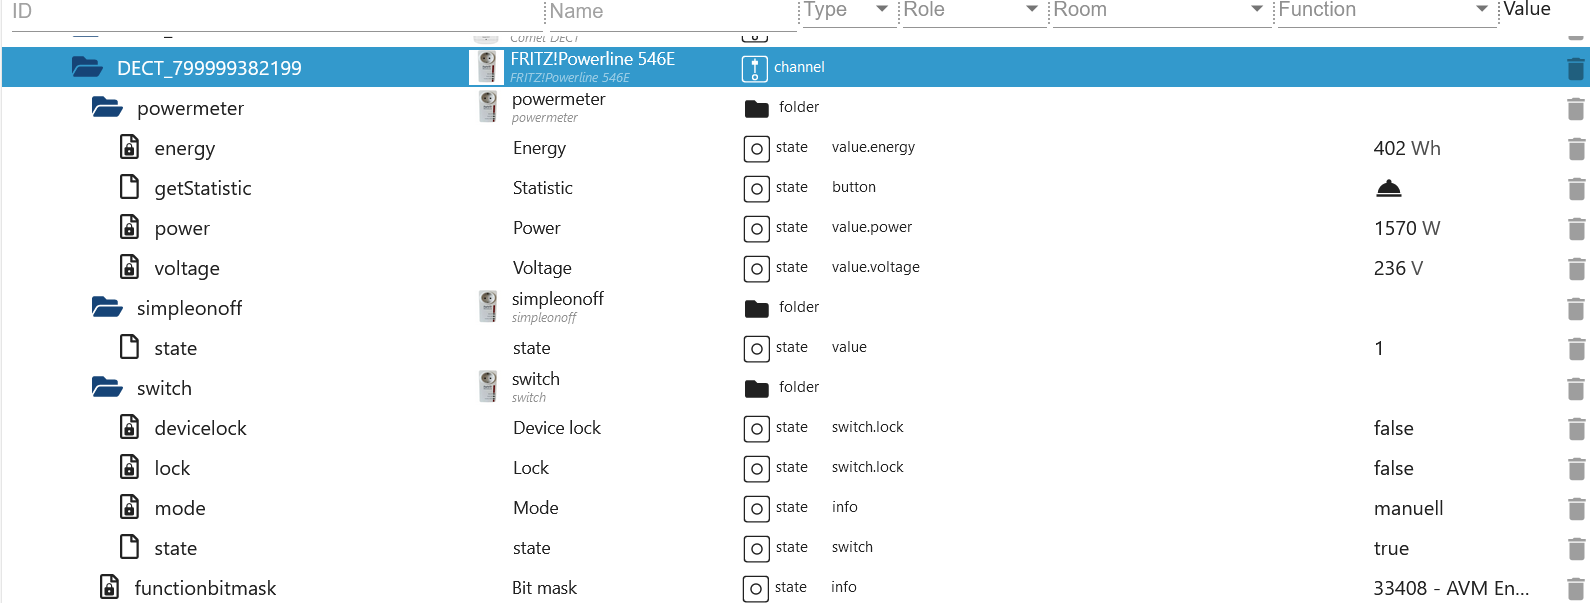 ID Name Type Role Room Function Value
Comet DECT
DECT_799999382199 FRITZ!Powerline 546E channel
FRITZ!Powerline 546E
powermeter powermeter folder
powermeter
energy Energy state value.energy 402 Wh
getStatistic Statistic state button
power Power state value.power 1570 W
voltage Voltage state value.voltage 236 V
simpleonoff simpleonoff folder
simpleonoff
state state state value 1
switch switch folder
switch
devicelock Device lock state switch.lock false
lock Lock state switch.lock false
mode Mode state info manuell
state state state switch true
functionbitmask Bit mask state info 33408 - AVM En...